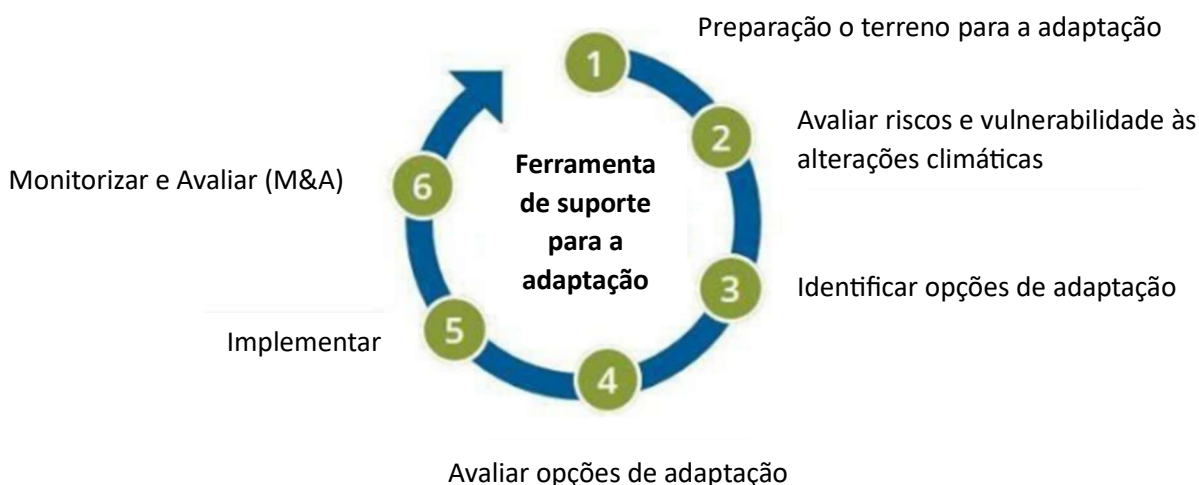 1
Preparação o terreno para a adaptação
2
Avaliar riscos e vulnerabilidade às
alterações climáticas
3
Identificar opções de adaptação
4
Avaliar opções de adaptação
5
Implementar
6
Monitorizar e Avaliar (M&A)
Ferramenta
de suporte
para a
adaptação